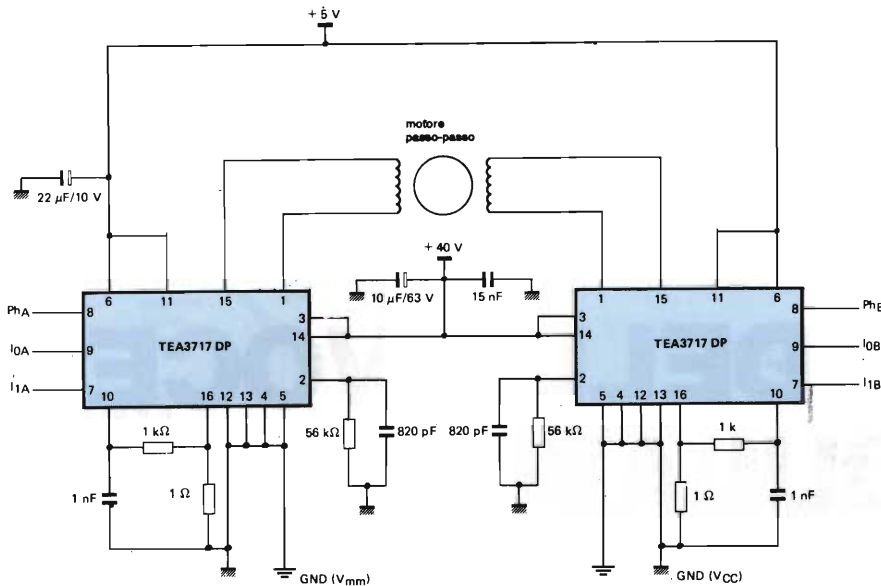 + 5 V
motore
passo-passo
22 µF/10 V
+ 40 V
10 µF/63 V
15 nF
6 11 15 1
1 15 11 6
PhA
8
I0A
9
I1A
7
TEA3717 DP
3
14
2
3
14
2
TEA3717 DP
8
PhB
9
I0B
7
I1B
10 16 12 13 4 5
5 4 12 13 16 10
1 kΩ
1 nF
1 Ω
56 kΩ
820 pF
820 pF
56 kΩ
1 k
1 Ω
1 nF
GND (Vmm)
GND (VCC)